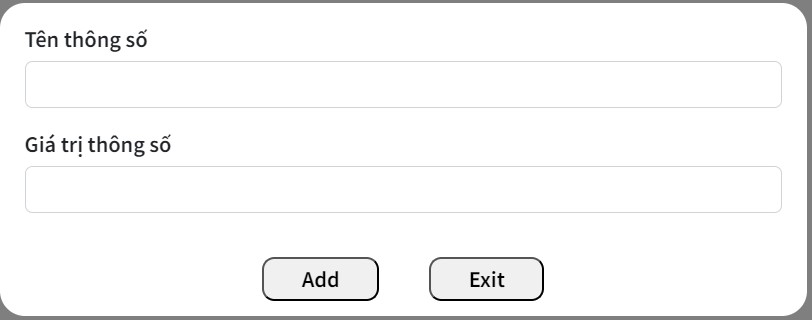 Tên thông số
Giá trị thông số
Add Exit